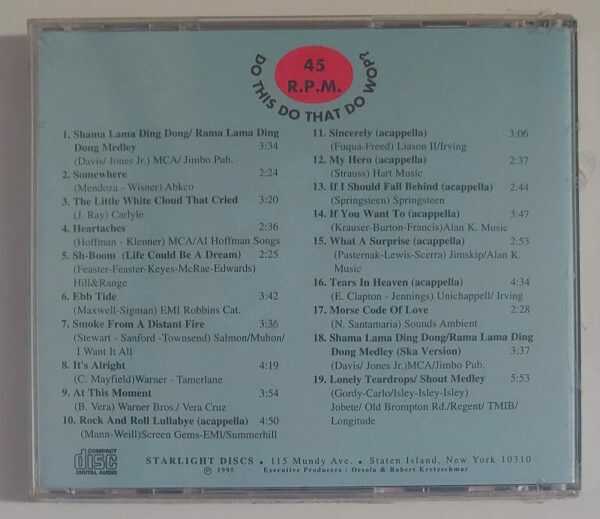 45
R.P.M.
DO THIS DO THAT DO WOP?
1. Shama Lama Ding Dong/ Rama Lama Ding
Dong Medley 3:34
(Davis/ Jones Jr.) MCA/ Jimbo Pub.
2. Somewhere 2:24
(Mendoza - Wisner) Abkco
3. The Little White Cloud That Cried 3:20
(J. Ray) Carlyle
4. Heartaches 2:36
(Hoffman - Klenner) MCA/Al Hoffman Songs
5. Sh-Boom (Life Could Be A Dream) 2:25
(Feaster-Feaster-Keyes-McRae-Edwards)
Hill&Range
6. Ebb Tide 3:42
(Maxwell-Sigman) EMI Robbins Cat.
7. Smoke From A Distant Fire 3:36
(Stewart - Sanford -Townsend) Salmon/Muhon/
I Want It All
8. It's Alright 4:19
(C. Mayfield)Warner - Tamerlane
9. At This Moment 3:54
(B. Vera) Warner Bros./ Vera Cruz
10. Rock And Roll Lullabye (acappella) 4:50
(Mann-Weill)Screen Gems-EMI/Summerhill
11. Sincerely (acappella) 3:06
(Fuqua-Freed) Liason II/Irving
12. My Hero (acappella) 2:37
(Strauss) Hart Music
13. If I Should Fall Behind (acappella) 2:44
(Springsteen) Springsteen
14. If You Want To (acappella) 3:47
(Krauser-Burton-Francis)Alan K. Music
15. What A Surprise (acappella) 2:53
(Pasternak-Lewis-Scerra) Jimskip/Alan K.
Music
16. Tears In Heaven (acappella) 4:34
(E. Clapton - Jennings) Unichappell/ Irving
17. Morse Code Of Love 2:28
(N. Santamaria) Sounds Ambient
18. Shama Lama Ding Dong/Rama Lama Ding
Dong Medley (Ska Version) 3:37
(Davis/ Jones Jr.)MCA/Jimbo Pub.
19. Lonely Teardrops/ Shout Medley 5:53
(Gordy-Carlo/Isley-Isley-Isley)
Jobete/ Old Brompton Rd./Regent/ TMIB/
Longitude
COMPACT
disc
DIGITAL AUDIO
STARLIGHT DISCS • 115 Mundy Ave. • Staten Island, New York 10310
℗ 1995 Executive Producers : Orsola & Robert Kretzschmar